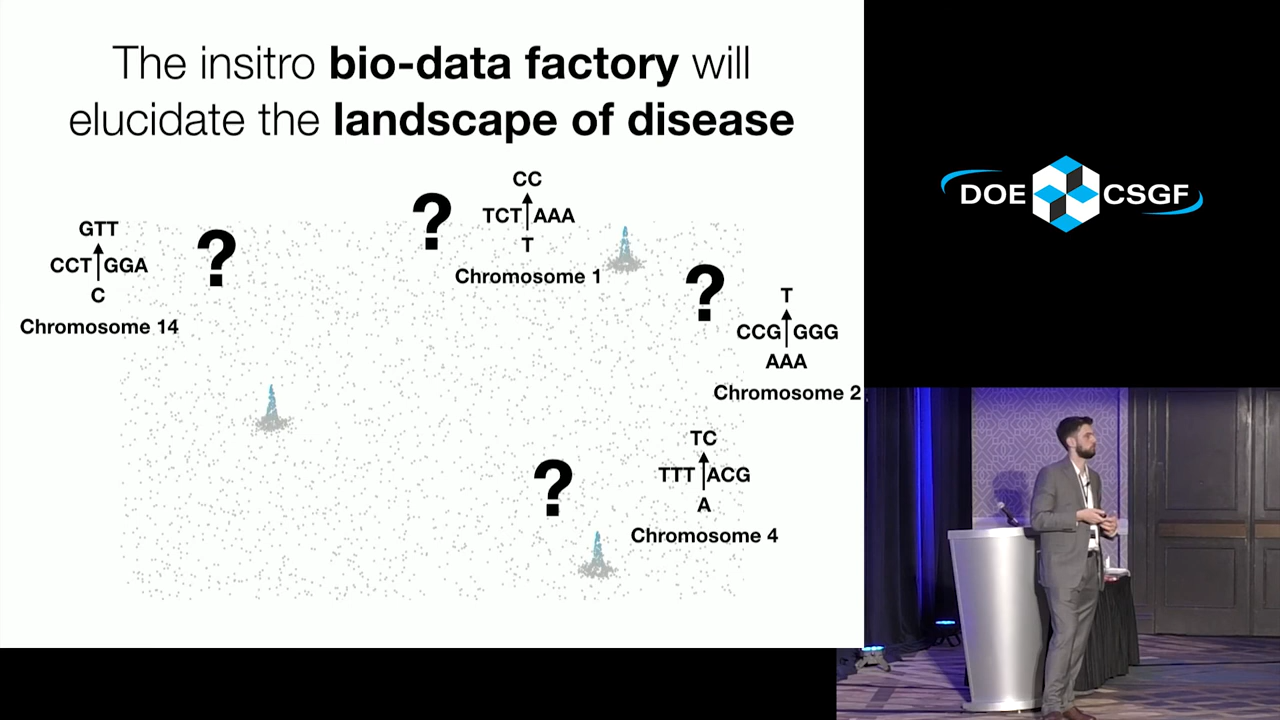 The insitro bio-data factory will
elucidate the landscape of disease
CC
?
TCT AAA
T
Chromosome 1
GTT
?
CCT GGA
C
Chromosome 14
?
T
CCG GGG
AAA
Chromosome 2
TC
?
TTT ACG
A
Chromosome 4
DOE CSGF